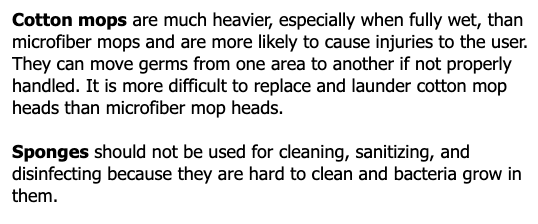 Cotton mops are much heavier, especially when fully wet, than
microfiber mops and are more likely to cause injuries to the user.
They can move germs from one area to another if not properly
handled. It is more difficult to replace and launder cotton mop
heads than microfiber mop heads.
Sponges should not be used for cleaning, sanitizing, and
disinfecting because they are hard to clean and bacteria grow in
them.